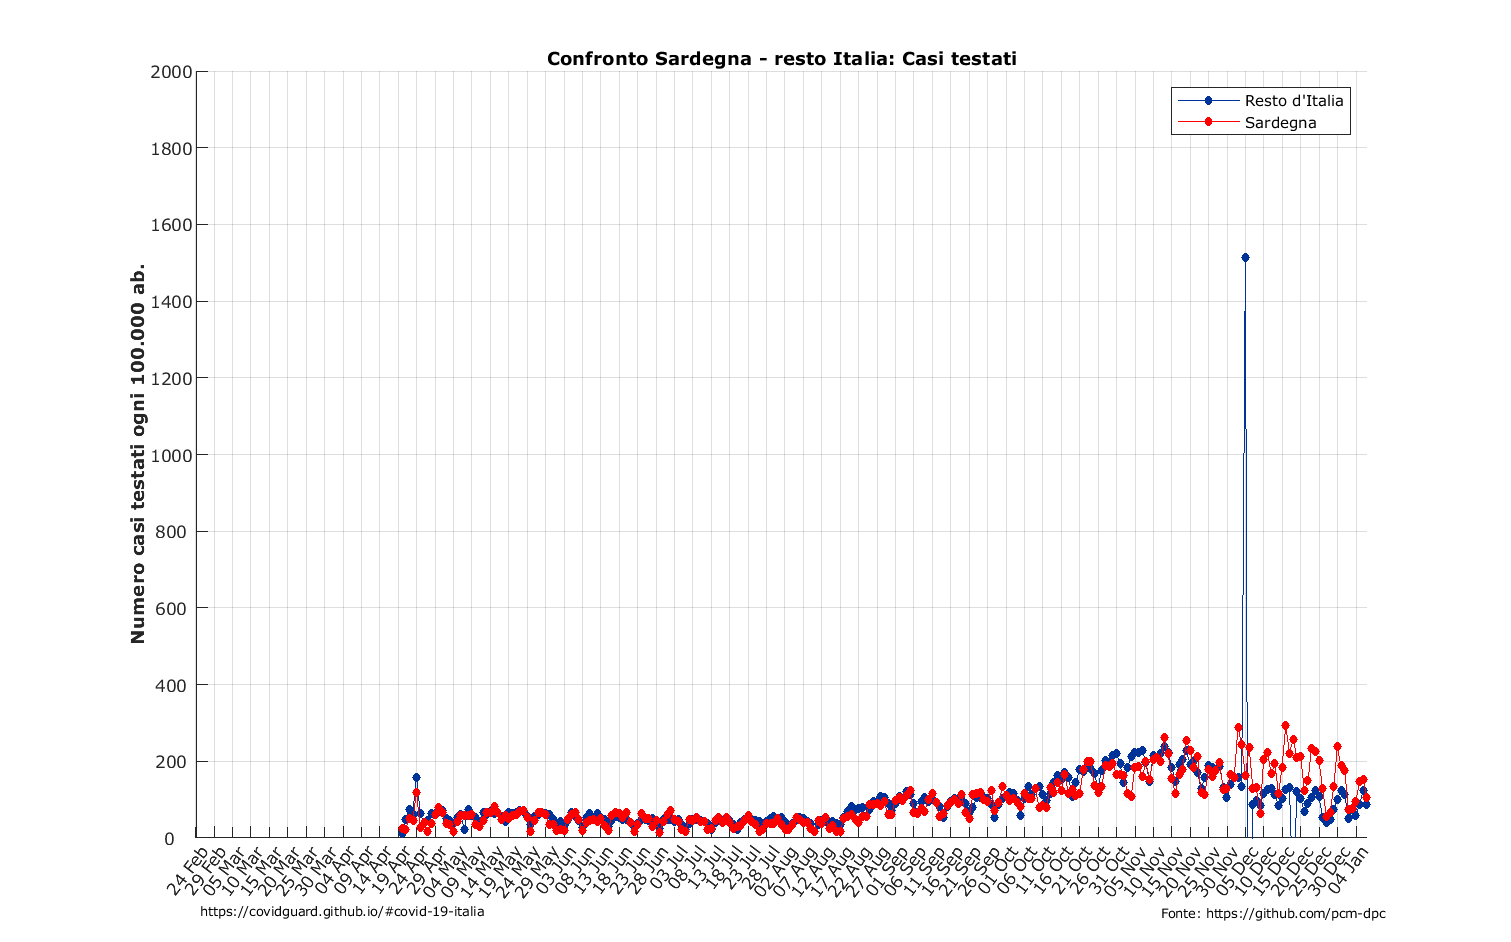 Confronto Sardegna - resto Italia: Casi testati
Resto d'Italia
Sardegna
Numero casi testati ogni 100.000 ab.
2000
1800
1600
1400
1200
1000
800
600
400
200
0
24 Feb
29 Feb
05 Mar
10 Mar
15 Mar
20 Mar
25 Mar
30 Mar
04 Apr
09 Apr
14 Apr
19 Apr
24 Apr
29 Apr
04 May
09 May
14 May
19 May
24 May
29 May
03 Jun
08 Jun
13 Jun
18 Jun
23 Jun
28 Jun
03 Jul
08 Jul
13 Jul
18 Jul
23 Jul
28 Jul
02 Aug
07 Aug
12 Aug
17 Aug
22 Aug
27 Aug
01 Sep
06 Sep
11 Sep
16 Sep
21 Sep
26 Sep
01 Oct
06 Oct
11 Oct
16 Oct
21 Oct
26 Oct
31 Oct
05 Nov
10 Nov
15 Nov
20 Nov
25 Nov
30 Nov
05 Dec
10 Dec
15 Dec
20 Dec
25 Dec
30 Dec
04 Jan
https://covidguard.github.io/#covid-19-italia
Fonte: https://github.com/pcm-dpc